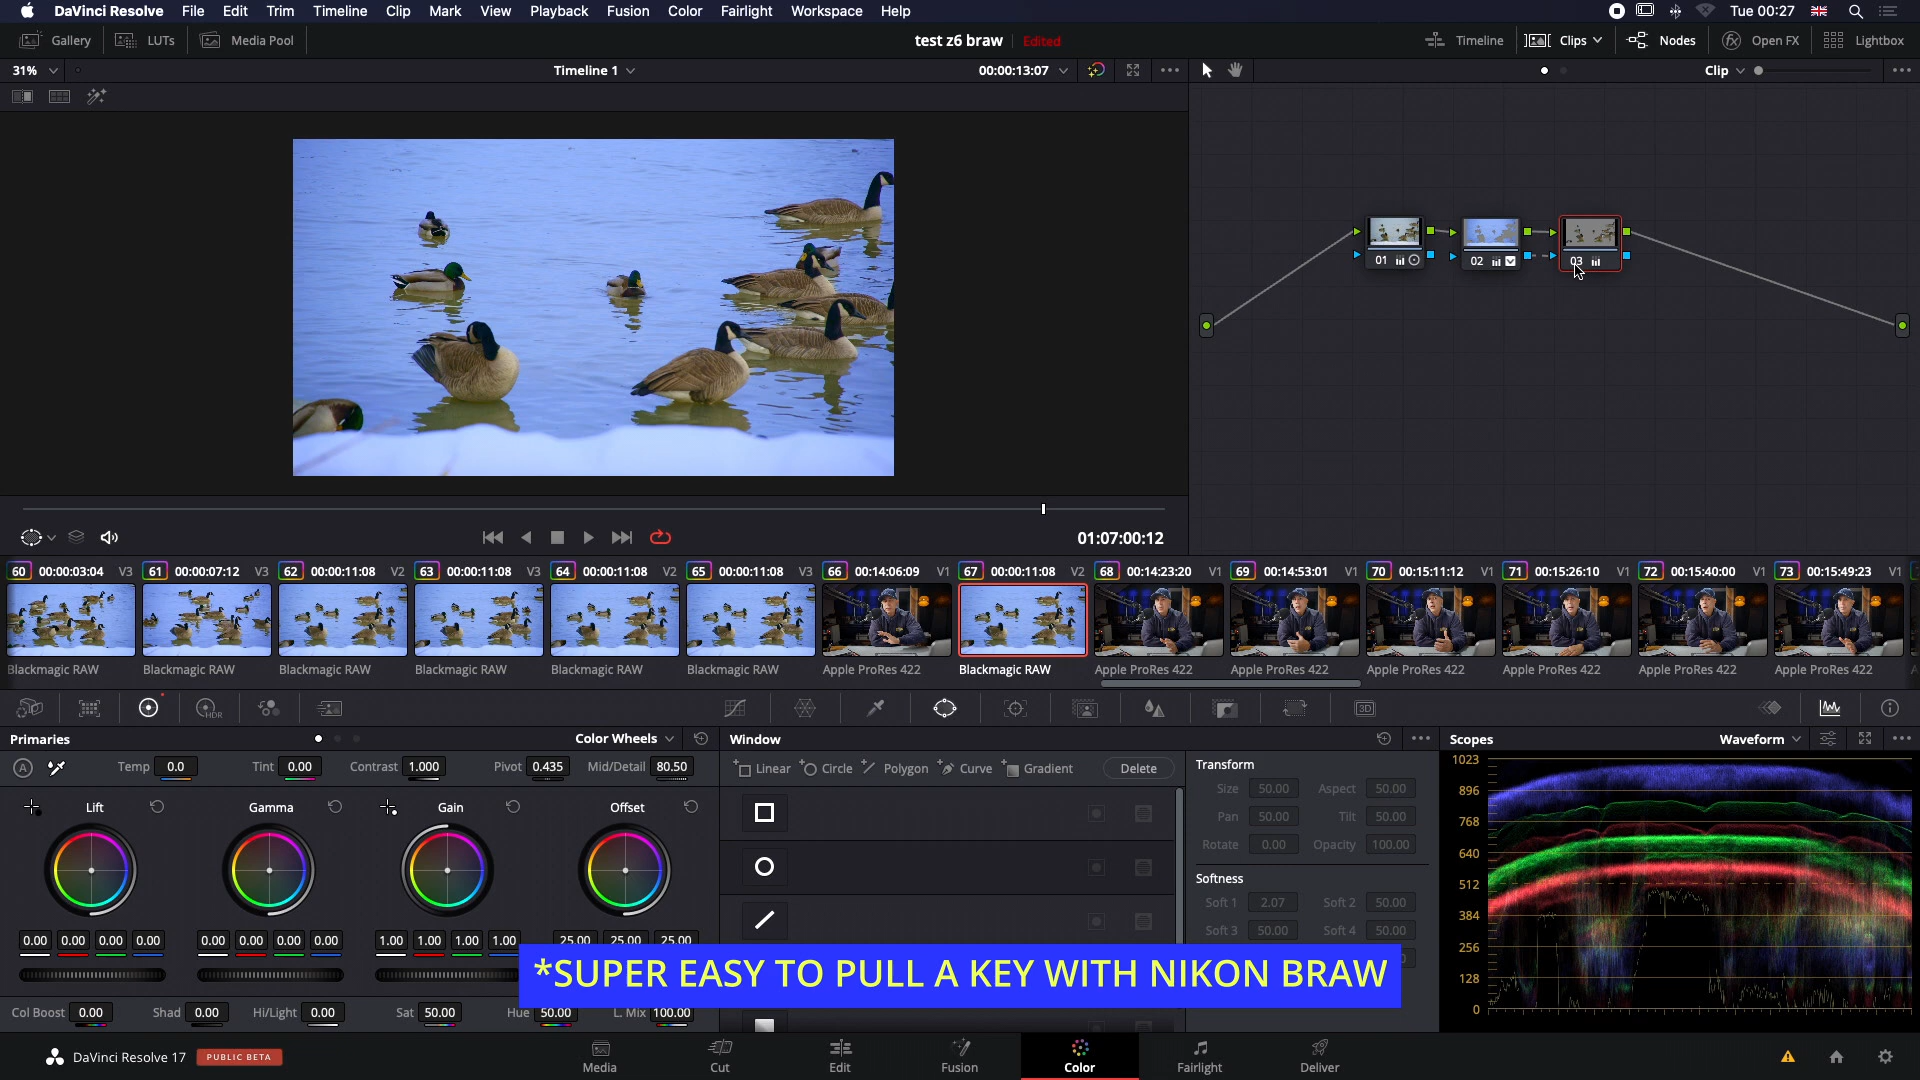 DaVinci Resolve File Edit Trim Timeline Clip Mark View Playback Fusion Color Fairlight Workspace Help Tue 00:27
Gallery LUTs Media Pool test z6 braw Edited Timeline Clips Nodes Open FX Lightbox
31% Timeline 1 00:00:13:07 Clip
01 02 03
01:07:00:12
60 00:00:03:04 V3 61 00:00:07:12 V3 62 00:00:11:08 V2 63 00:00:11:08 V3 64 00:00:11:08 V2 65 00:00:11:08 V3 66 00:14:06:09 V1 67 00:00:11:08 V2 68 00:14:23:20 V1 69 00:14:53:01 V1 70 00:15:11:12 V1 71 00:15:26:10 V1 72 00:15:40:00 V1 73 00:15:49:23 V1
Blackmagic RAW Blackmagic RAW Blackmagic RAW Blackmagic RAW Blackmagic RAW Blackmagic RAW Apple ProRes 422 Blackmagic RAW Apple ProRes 422 Apple ProRes 422 Apple ProRes 422 Apple ProRes 422 Apple ProRes 422 Apple ProRes 422
HDR 3D
Primaries Color Wheels Window Scopes Waveform
A Temp 0.0 Tint 0.00 Contrast 1.000 Pivot 0.435 Mid/Detail 80.50
Linear Circle Polygon Curve Gradient Delete
Transform
Size 50.00 Aspect 50.00
Pan 50.00 Tilt 50.00
Rotate 0.00 Opacity 100.00
Softness
Soft 1 2.07 Soft 2 50.00
Soft 3 50.00 Soft 4 50.00
1023
896
768
640
512
384
256
128
0
Lift Gamma Gain Offset
0.00 0.00 0.00 0.00 0.00 0.00 0.00 0.00 1.00 1.00 1.00 1.00 25.00 25.00 25.00
*SUPER EASY TO PULL A KEY WITH NIKON BRAW
Col Boost 0.00 Shad 0.00 Hi/Light 0.00 Sat 50.00 Hue 50.00 L. Mix 100.00
DaVinci Resolve 17 PUBLIC BETA Media Cut Edit Fusion Color Fairlight Deliver